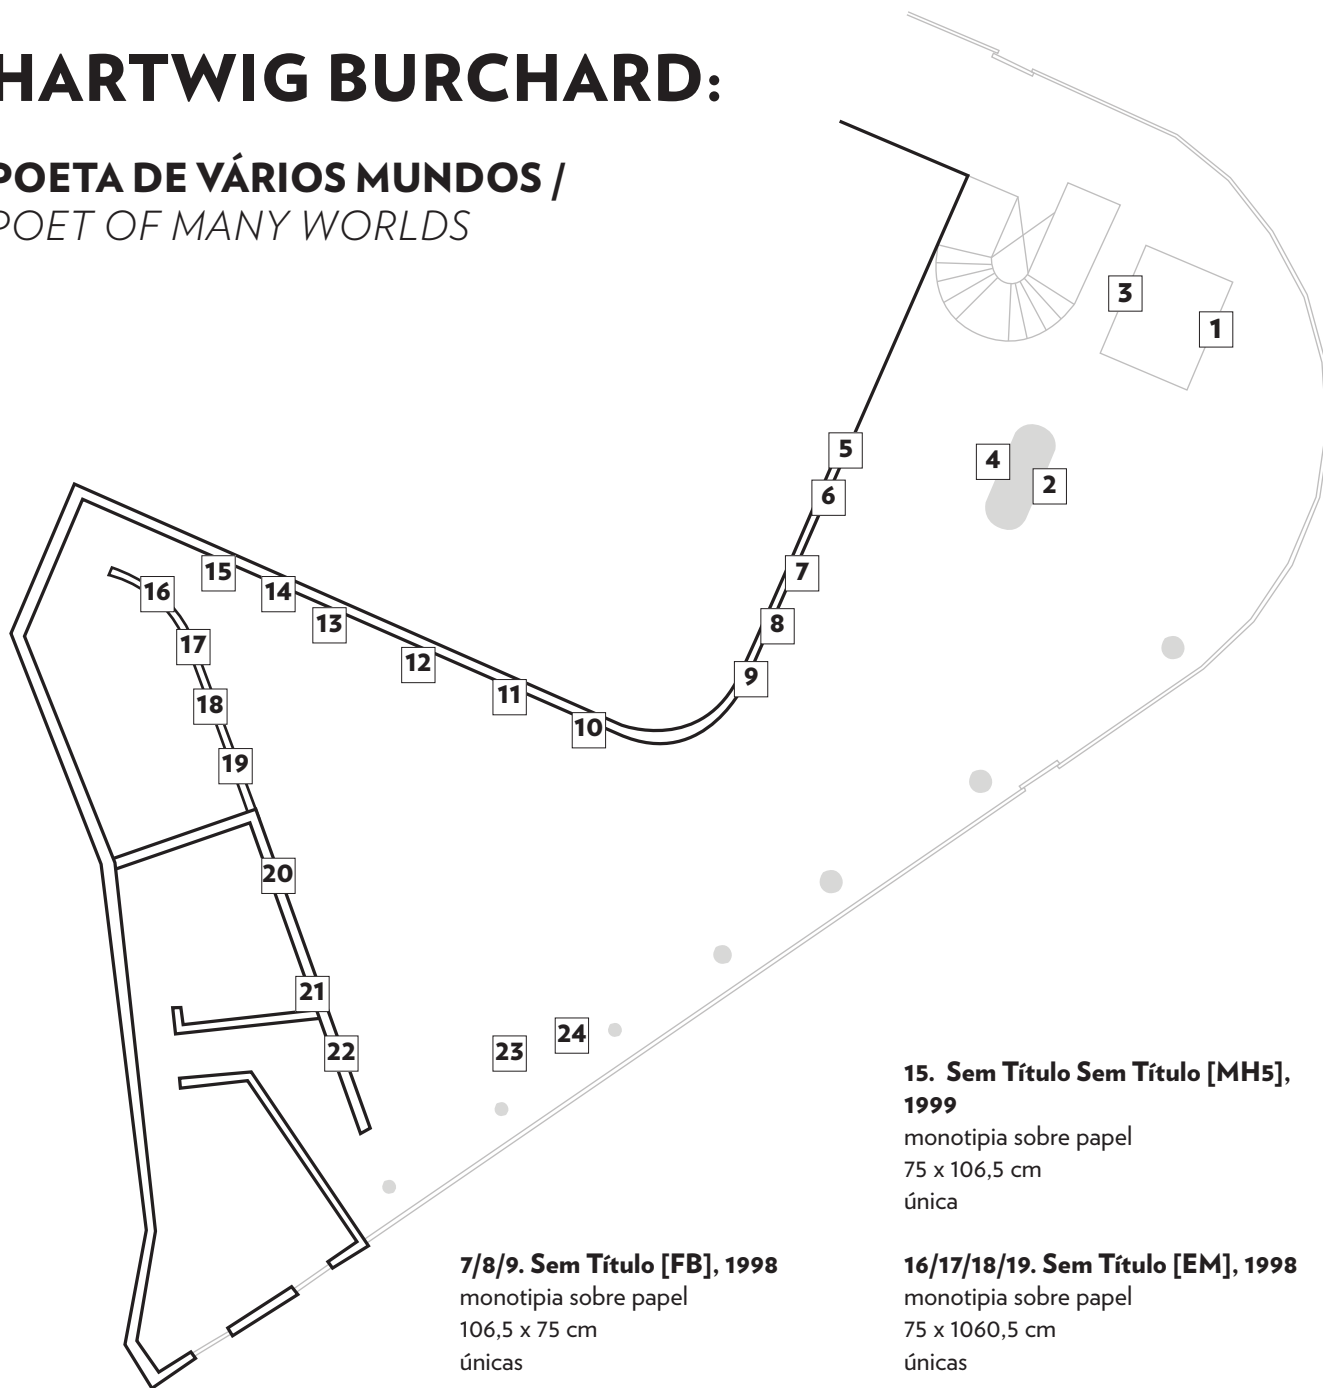 HARTWIG BURCHARD:
POETA DE VÁRIOS MUNDOS /
POET OF MANY WORLDS
3
1
5
4
2
6
15
14
7
16
13
8
17
12
9
18
11
10
19
20
21
22
23
24
15. Sem Título Sem Título [MH5],
1999
monotipia sobre papel
75 x 106,5 cm
única
7/8/9. Sem Título [FB], 1998
monotipia sobre papel
106,5 x 75 cm
únicas
16/17/18/19. Sem Título [EM], 1998
monotipia sobre papel
75 x 1060,5 cm
únicas